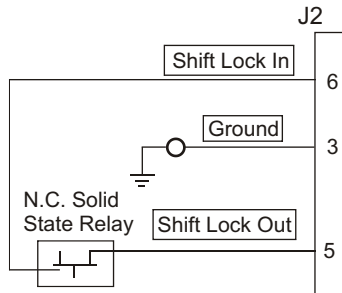 J2
Shift Lock In
6
Ground
3
N.C. Solid
State Relay
Shift Lock Out
5